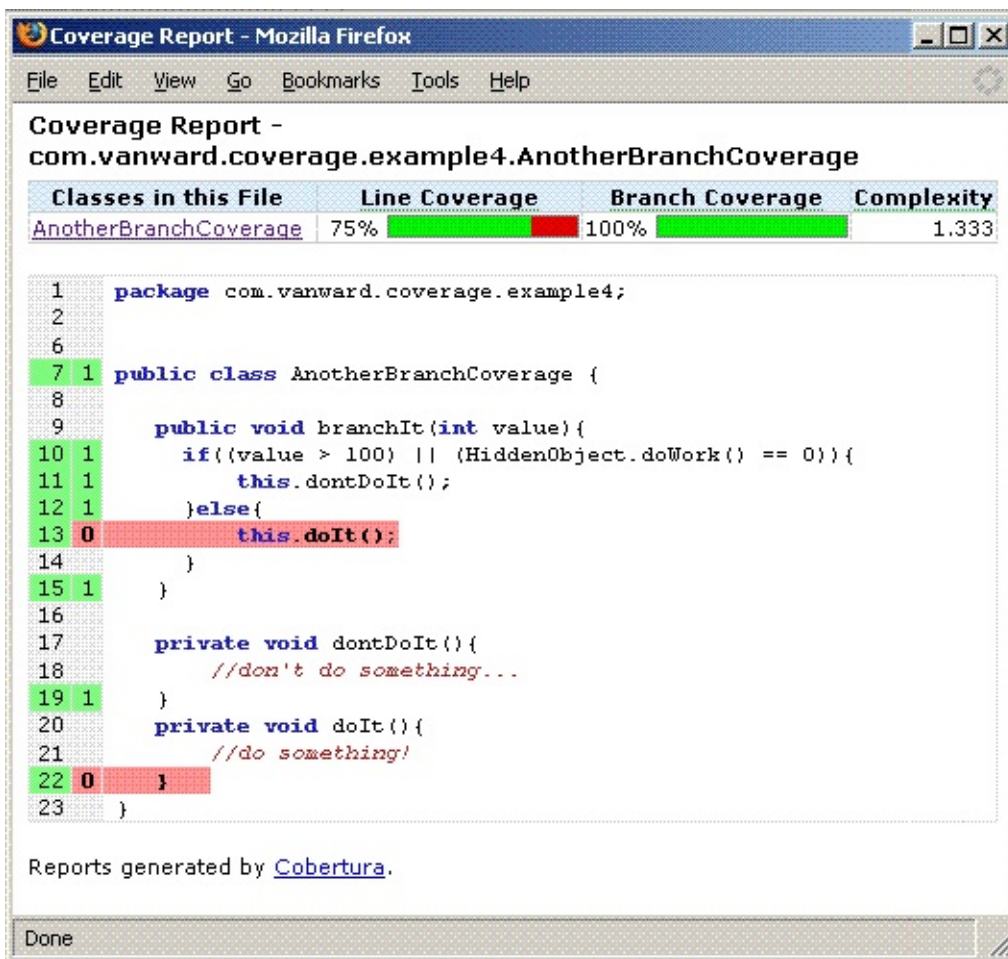 Coverage Report - Mozilla Firefox
File Edit View Go Bookmarks Tools Help
Coverage Report -
com.vanward.coverage.example4.AnotherBranchCoverage
Classes in this File Line Coverage Branch Coverage Complexity
AnotherBranchCoverage 75% 100% 1.333
1 package com.vanward.coverage.example4;
2
6
7 1 public class AnotherBranchCoverage {
8
9 public void branchIt(int value){
10 1 if((value > 100) || (HiddenObject.doWork() == 0)){
11 1 this.dontDoIt();
12 1 }else{
13 0 this.doIt();
14 }
15 1 }
16
17 private void dontDoIt(){
18 //don't do something...
19 1 }
20 private void doIt(){
21 //do something!
22 0 }
23 }
Reports generated by Cobertura.
Done